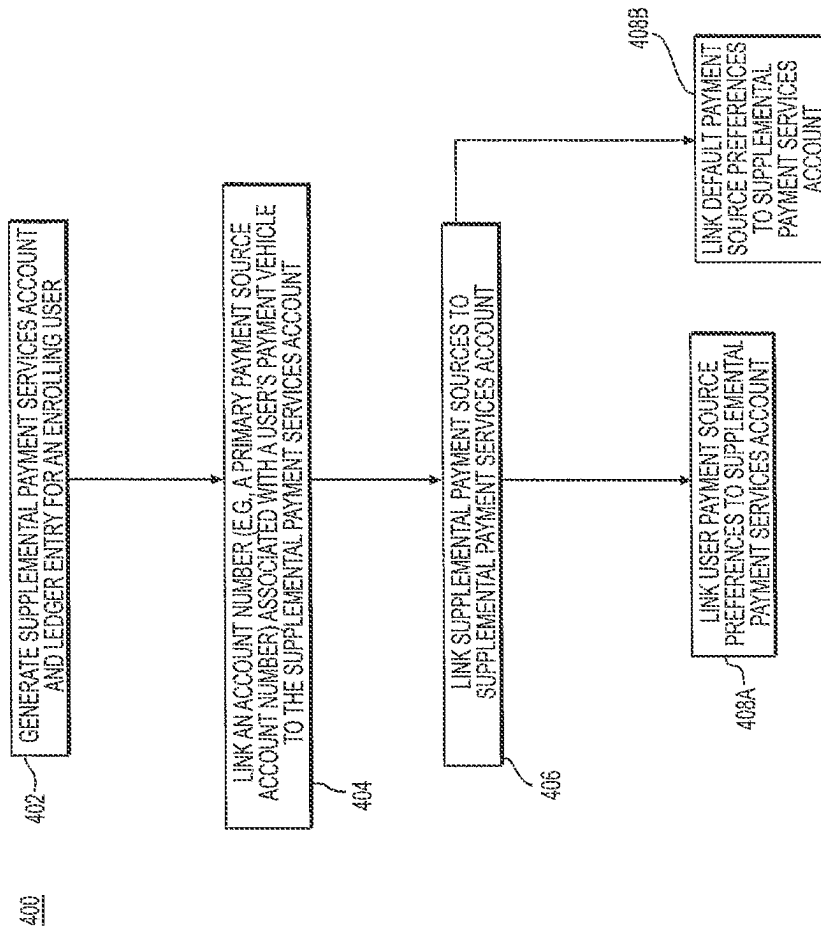 400
402
GENERATE SUPPLEMENTAL PAYMENT SERVICES ACCOUNT
AND LEDGER ENTRY FOR AN ENROLLING USER
LINK AN ACCOUNT NUMBER (E.G., A PRIMARY PAYMENT SOURCE
ACCOUNT NUMBER) ASSOCIATED WITH A USER'S PAYMENT VEHICLE
TO THE SUPPLEMENTAL PAYMENT SERVICES ACCOUNT
404
LINK SUPPLEMENTAL PAYMENT SOURCES TO
SUPPLEMENTAL PAYMENT SERVICES ACCOUNT
406
LINK USER PAYMENT SOURCE
PREFERENCES TO SUPPLEMENTAL
PAYMENT SERVICES ACCOUNT
408A
408B
LINK DEFAULT PAYMENT
SOURCE PREFERENCES
TO SUPPLEMENTAL
PAYMENT SERVICES
ACCOUNT